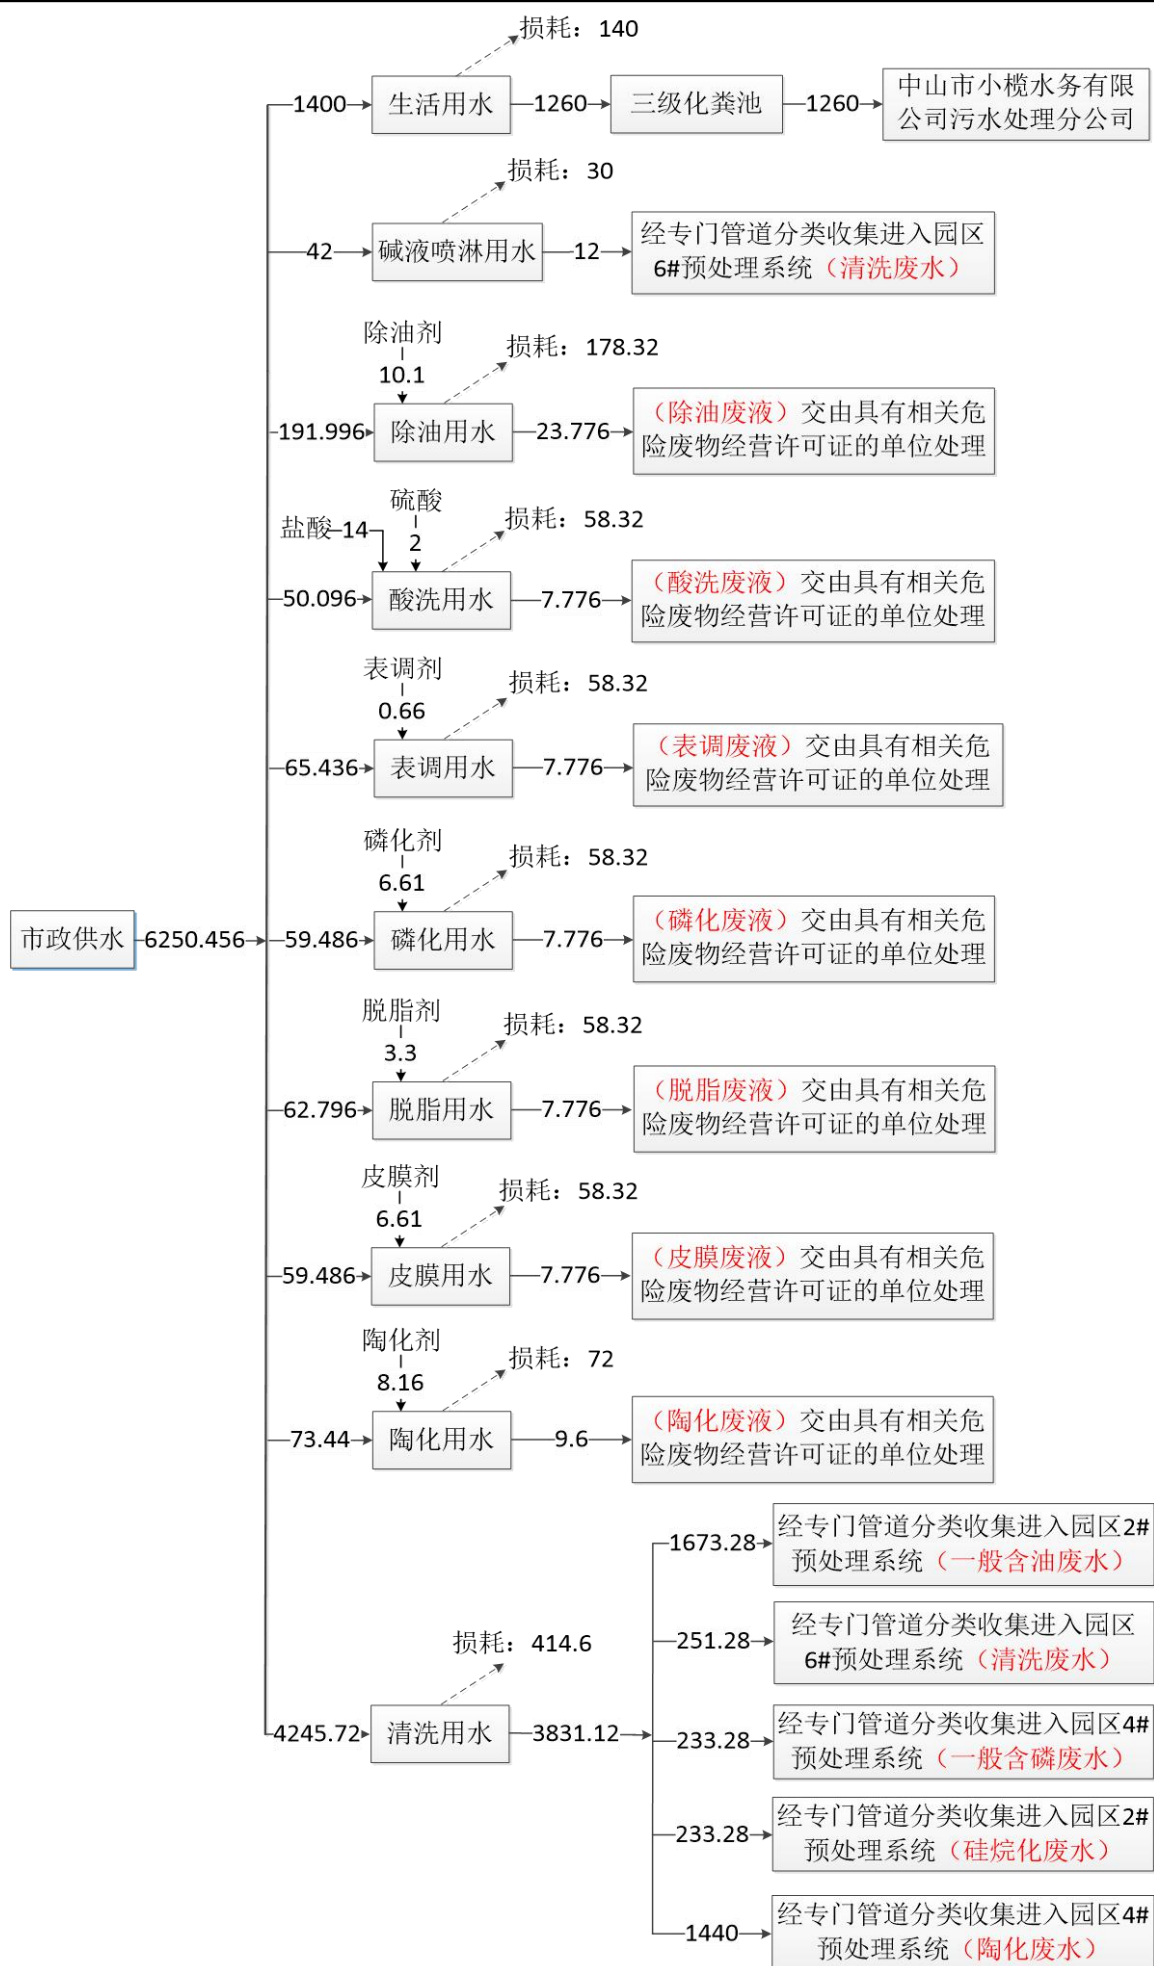 损耗：140
1400
生活用水
1260
三级化粪池
1260
中山市小榄水务有限
公司污水处理分公司
损耗：30
42
碱液喷淋用水
12
经专门管道分类收集进入园区
6#预处理系统（清洗废水）
除油剂
10.1
损耗：178.32
191.996
除油用水
23.776
（除油废液）交由具有相关危
险废物经营许可证的单位处理
盐酸
14
硫酸
2
损耗：58.32
50.096
酸洗用水
7.776
（酸洗废液）交由具有相关危
险废物经营许可证的单位处理
表调剂
0.66
损耗：58.32
65.436
表调用水
7.776
（表调废液）交由具有相关危
险废物经营许可证的单位处理
磷化剂
6.61
损耗：58.32
市政供水
6250.456
59.486
磷化用水
7.776
（磷化废液）交由具有相关危
险废物经营许可证的单位处理
脱脂剂
3.3
损耗：58.32
62.796
脱脂用水
7.776
（脱脂废液）交由具有相关危
险废物经营许可证的单位处理
皮膜剂
6.61
损耗：58.32
59.486
皮膜用水
7.776
（皮膜废液）交由具有相关危
险废物经营许可证的单位处理
陶化剂
8.16
损耗：72
73.44
陶化用水
9.6
（陶化废液）交由具有相关危
险废物经营许可证的单位处理
损耗：414.6
4245.72
清洗用水
3831.12
1673.28
经专门管道分类收集进入园区2#
预处理系统（一般含油废水）
251.28
经专门管道分类收集进入园区
6#预处理系统（清洗废水）
233.28
经专门管道分类收集进入园区4#
预处理系统（一般含磷废水）
233.28
经专门管道分类收集进入园区2#
预处理系统（硅烷化废水）
1440
经专门管道分类收集进入园区4#
预处理系统（陶化废水）